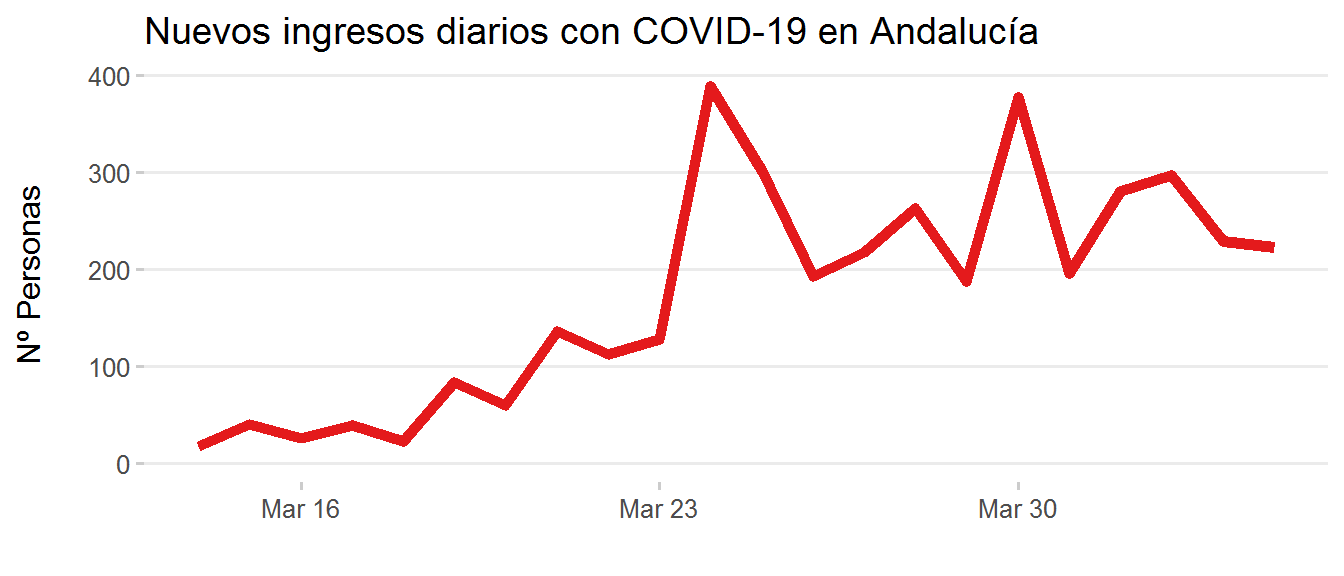 Nuevos ingresos diarios con COVID-19 en Andalucía
Nº Personas
400
300
200
100
0
Mar 16
Mar 23
Mar 30